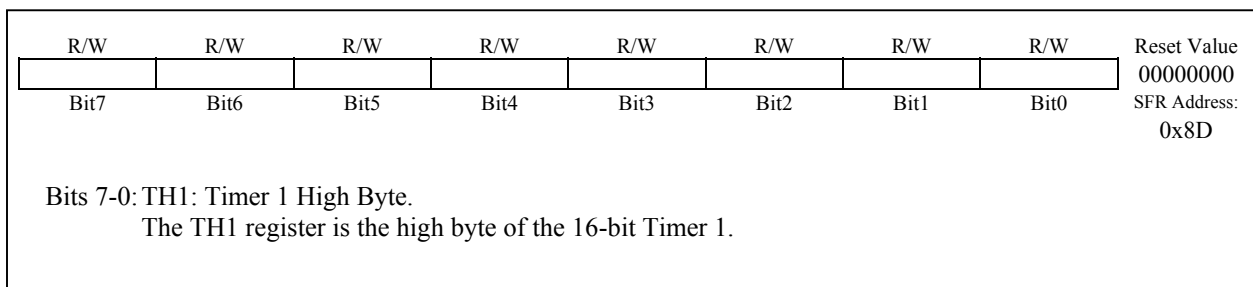 R/W R/W R/W R/W R/W R/W R/W R/W Reset Value
00000000
Bit7 Bit6 Bit5 Bit4 Bit3 Bit2 Bit1 Bit0 SFR Address:
0x8D
Bits 7-0: TH1: Timer 1 High Byte.
The TH1 register is the high byte of the 16-bit Timer 1.